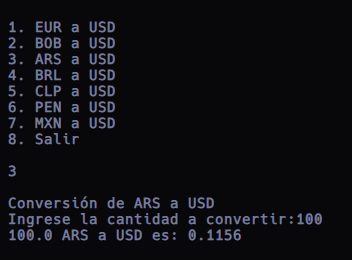 1. EUR a USD
2. BOB a USD
3. ARS a USD
4. BRL a USD
5. CLP a USD
6. PEN a USD
7. MXN a USD
8. Salir
3
Conversión de ARS a USD
Ingrese la cantidad a convertir:100
100.0 ARS a USD es: 0.1156